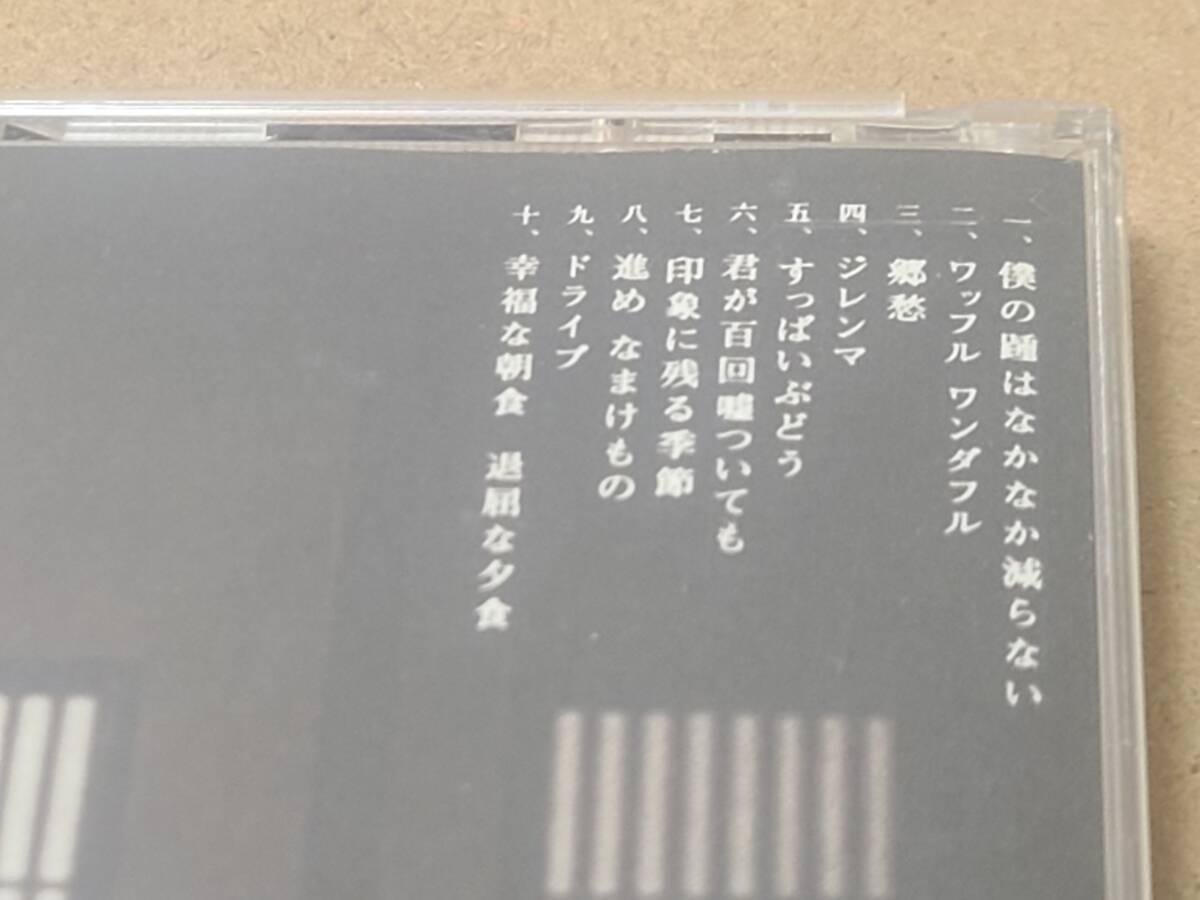 一、僕の踵はなかなか減らない
二、ワッフル ワンダフル
三、郷愁
四、ジレンマ
五、すっぱいぶどう
六、君が百回嘘ついても
七、印象に残る季節
八、進め なまけもの
九、ドライブ
十、幸福な朝食 退屈な夕食